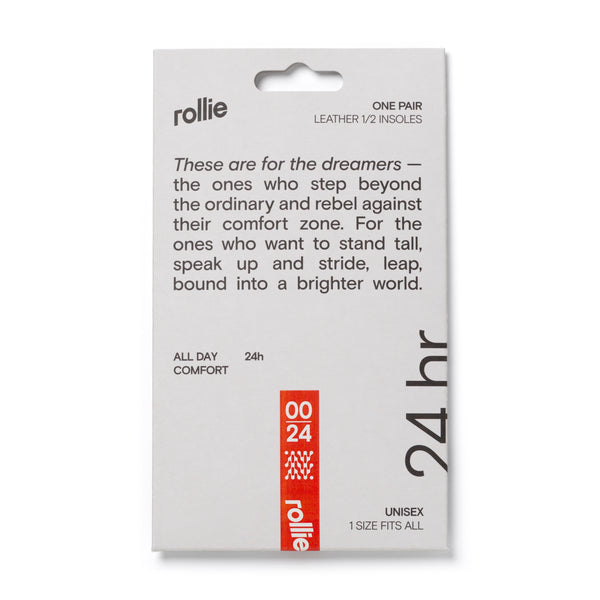 rollie
ONE PAIR
LEATHER 1/2 INSOLES
These are for the dreamers —
the ones who step beyond
the ordinary and rebel against
their comfort zone. For the
ones who want to stand tall,
speak up and stride, leap,
bound into a brighter world.
ALL DAY 24h
COMFORT
24 hr
00
24
rollie
UNISEX
1 SIZE FITS ALL